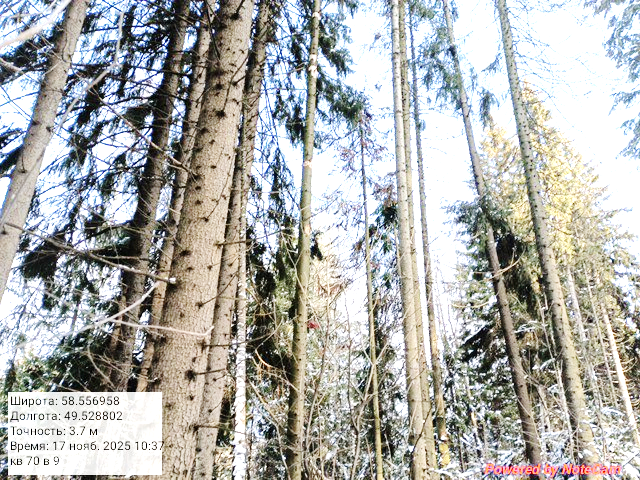 Широта: 58.556958
Долгота: 49.528802
Точность: 3.7 м
Время: 17 нояб. 2025 10:37
кв 70 в 9
Powered by NoteCam